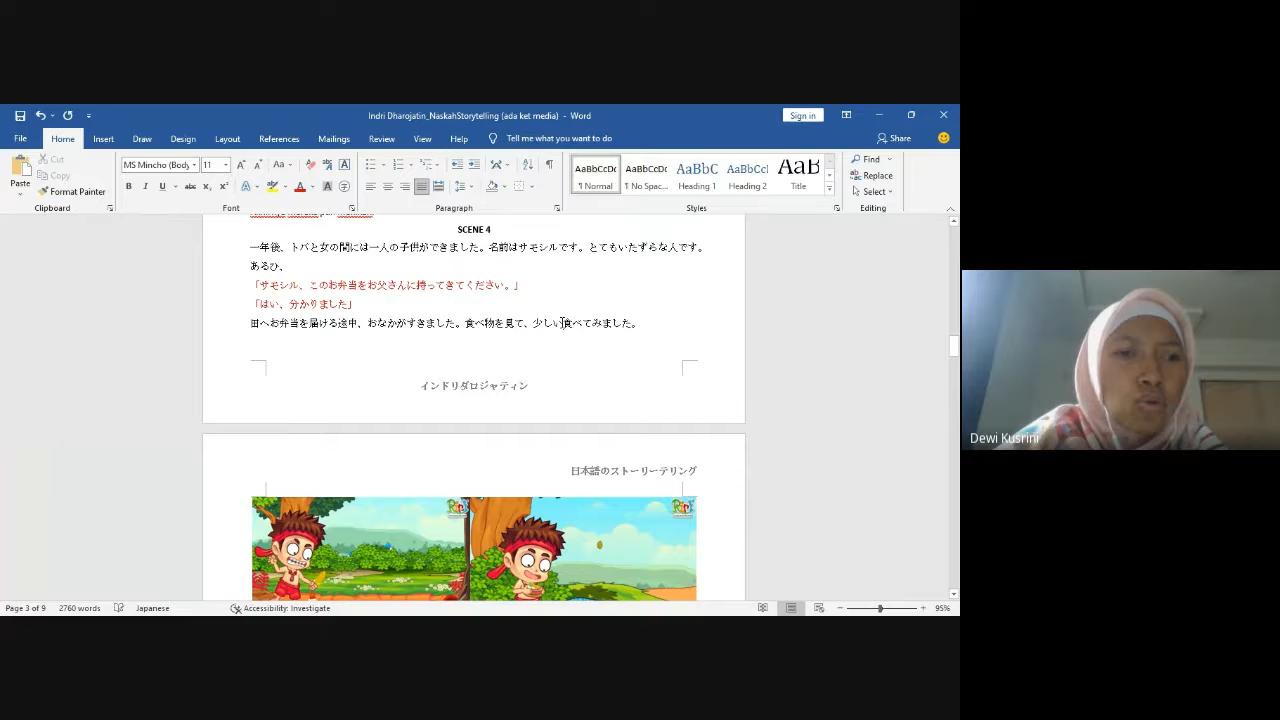 Indri Dharojatin_NaskahStorytelling (ada ket media) - Word
Sign in
File Home Insert Draw Design Layout References Mailings Review View Help Tell me what you want to do Share
Paste
Cut
Copy
Format Painter
Clipboard
MS Mincho (Body 11
Font
Paragraph
AaBbCcDc AaBbCcDc AaBbC AaBbCcI AaB
¶ Normal ¶ No Spac... Heading 1 Heading 2 Title
Styles
Find
Replace
Select
Editing
SCENE 4
一年後、トバと女の間には一人の子供ができました。名前はサモシルです。とてもいたずらな人です。
あるひ、
「サモシル、このお弁当をお父さんに持ってきてください。」
「はい、分かりました」
田へお弁当を届ける途中、おなかがすきました。食べ物を見て、少しい食べてみました。
インドリダロジャティン
日本語のストーリーテリング
Dewi Kusrini
Page 3 of 9 2760 words Japanese Accessibility: Investigate 95%